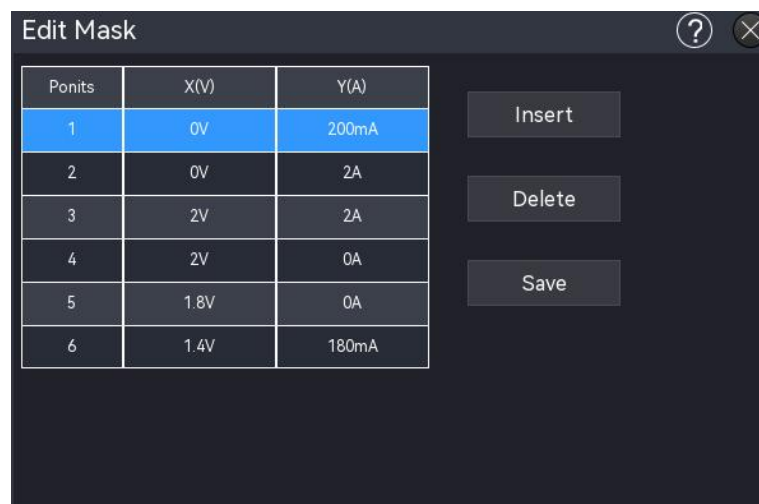 Edit Mask ?
Ponits X(V) Y(A)
1 0V 200mA
2 0V 2A
3 2V 2A
4 2V 0A
5 1.8V 0A
6 1.4V 180mA
Insert
Delete
Save